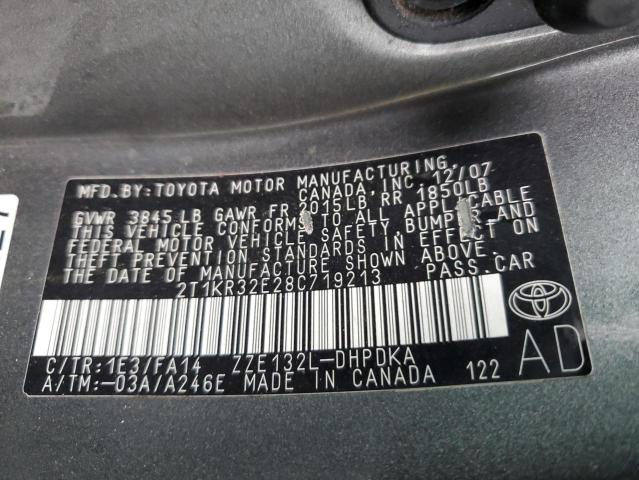 MFD. BY: TOYOTA MOTOR MANUFACTURING,
CANADA, INC. 12/07
GVWR 3845 LB GAWR FR 2015LB, RR 1850LB
THIS VEHICLE CONFORMS TO ALL APPLICABLE
FEDERAL MOTOR VEHICLE SAFETY, BUMPER AND
THEFT PREVENTION STANDARDS IN EFFECT ON
THE DATE OF MANUFACTURE SHOWN ABOVE.
2T1KR32E28C719213 PASS. CAR
TOYOTA
C/TR: 1E3/FA14 ZZE132L-DHPDKA
A/TM: -03A/A246E MADE IN CANADA 122 AD